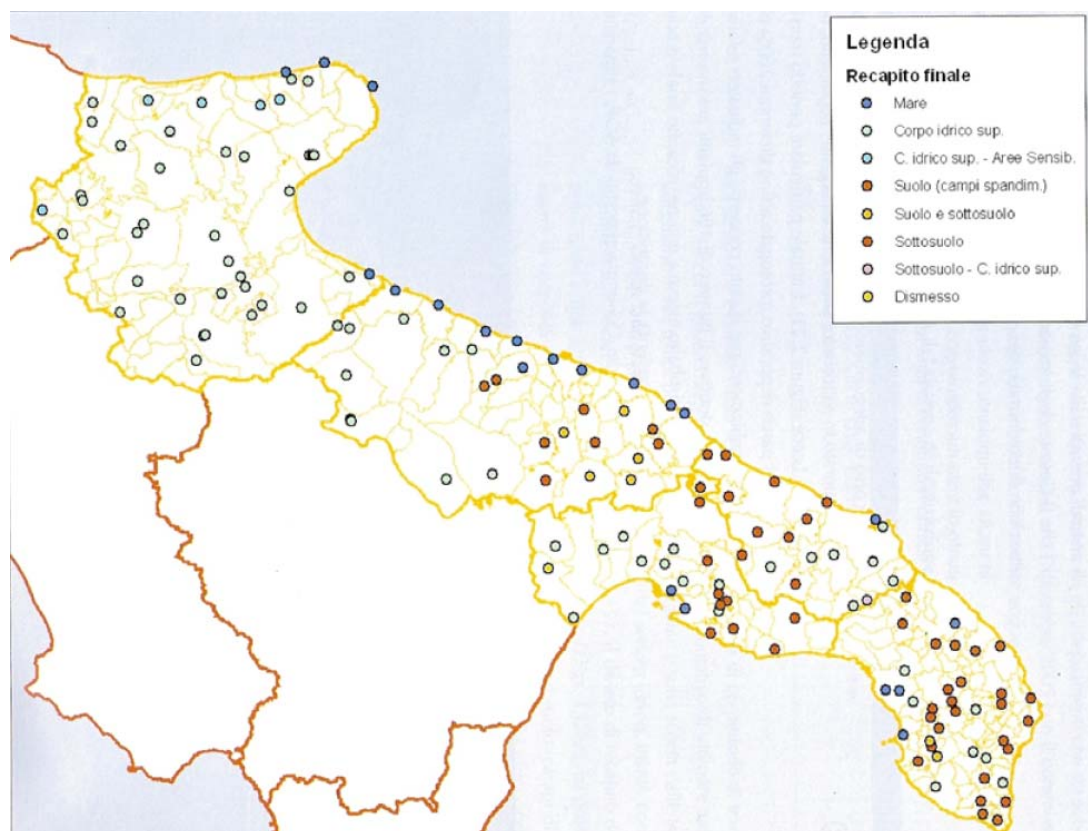 Legenda
Recapito finale
Mare
Corpo idrico sup.
C. idrico sup. - Aree Sensib.
Suolo (campi spandim.)
Suolo e sottosuolo
Sottosuolo
Sottosuolo - C. idrico sup.
Dismesso